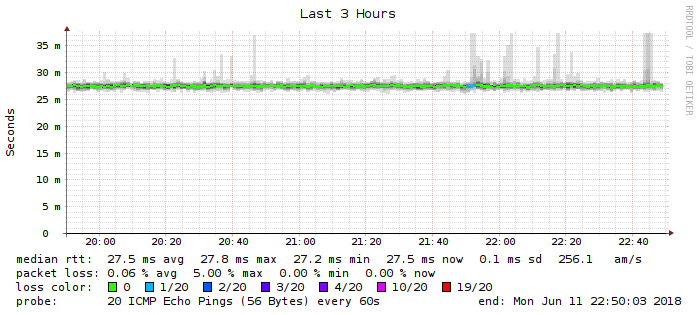 Last 3 Hours
RRDTOOL / TOBI OETIKER
Seconds
35 m
30 m
25 m
20 m
15 m
10 m
5 m
0
20:00 20:20 20:40 21:00 21:20 21:40 22:00 22:20 22:40
median rtt: 27.5 ms avg 27.8 ms max 27.2 ms min 27.5 ms now 0.1 ms sd 256.1 am/s
packet loss: 0.06 % avg 5.00 % max 0.00 % min 0.00 % now
loss color: 0 1/20 2/20 3/20 4/20 10/20 19/20
probe: 20 ICMP Echo Pings (56 Bytes) every 60s end: Mon Jun 11 22:50:03 2018